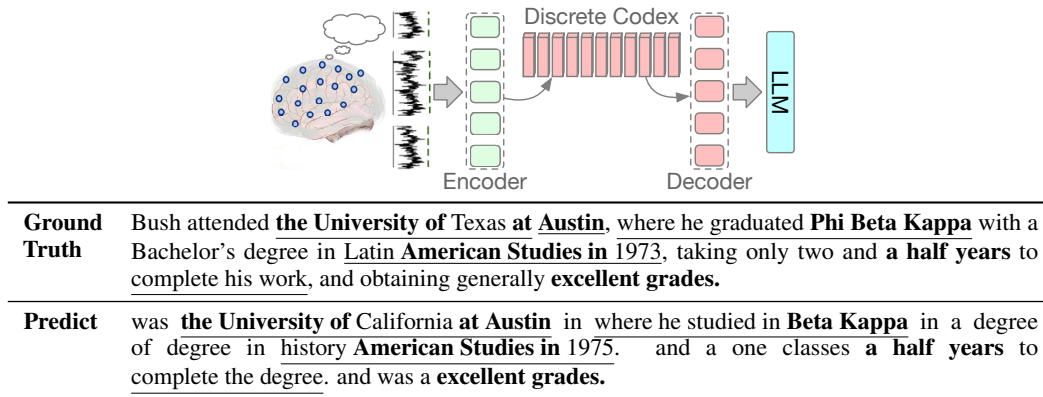 Discrete Codex
LLM
Encoder
Decoder
Ground Truth Bush attended the University of Texas at Austin, where he graduated Phi Beta Kappa with a
Bachelor's degree in Latin American Studies in 1973, taking only two and a half years to
complete his work, and obtaining generally excellent grades.
Predict was the University of California at Austin in where he studied in Beta Kappa in a degree
of degree in history American Studies in 1975. and a one classes a half years to
complete the degree. and was a excellent grades.